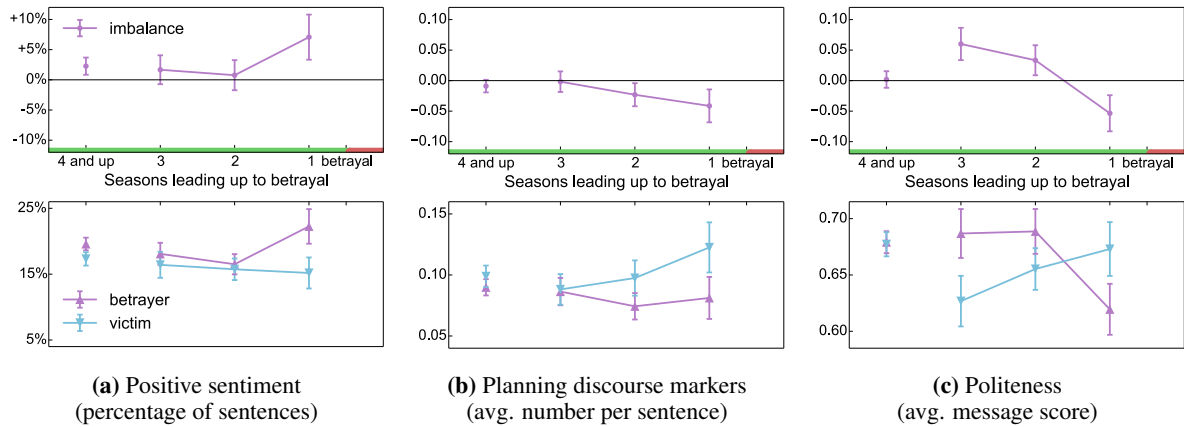 +10%
+5%
0%
−5%
-10%
imbalance
4 and up 3 2 1 betrayal
Seasons leading up to betrayal
0.10
0.05
0.00
−0.05
−0.10
4 and up 3 2 1 betrayal
Seasons leading up to betrayal
0.10
0.05
0.00
−0.05
−0.10
4 and up 3 2 1 betrayal
Seasons leading up to betrayal
25%
15%
5%
betrayer
victim
0.15
0.10
0.05
0.70
0.65
0.60
(a) Positive sentiment
(percentage of sentences)
(b) Planning discourse markers
(avg. number per sentence)
(c) Politeness
(avg. message score)